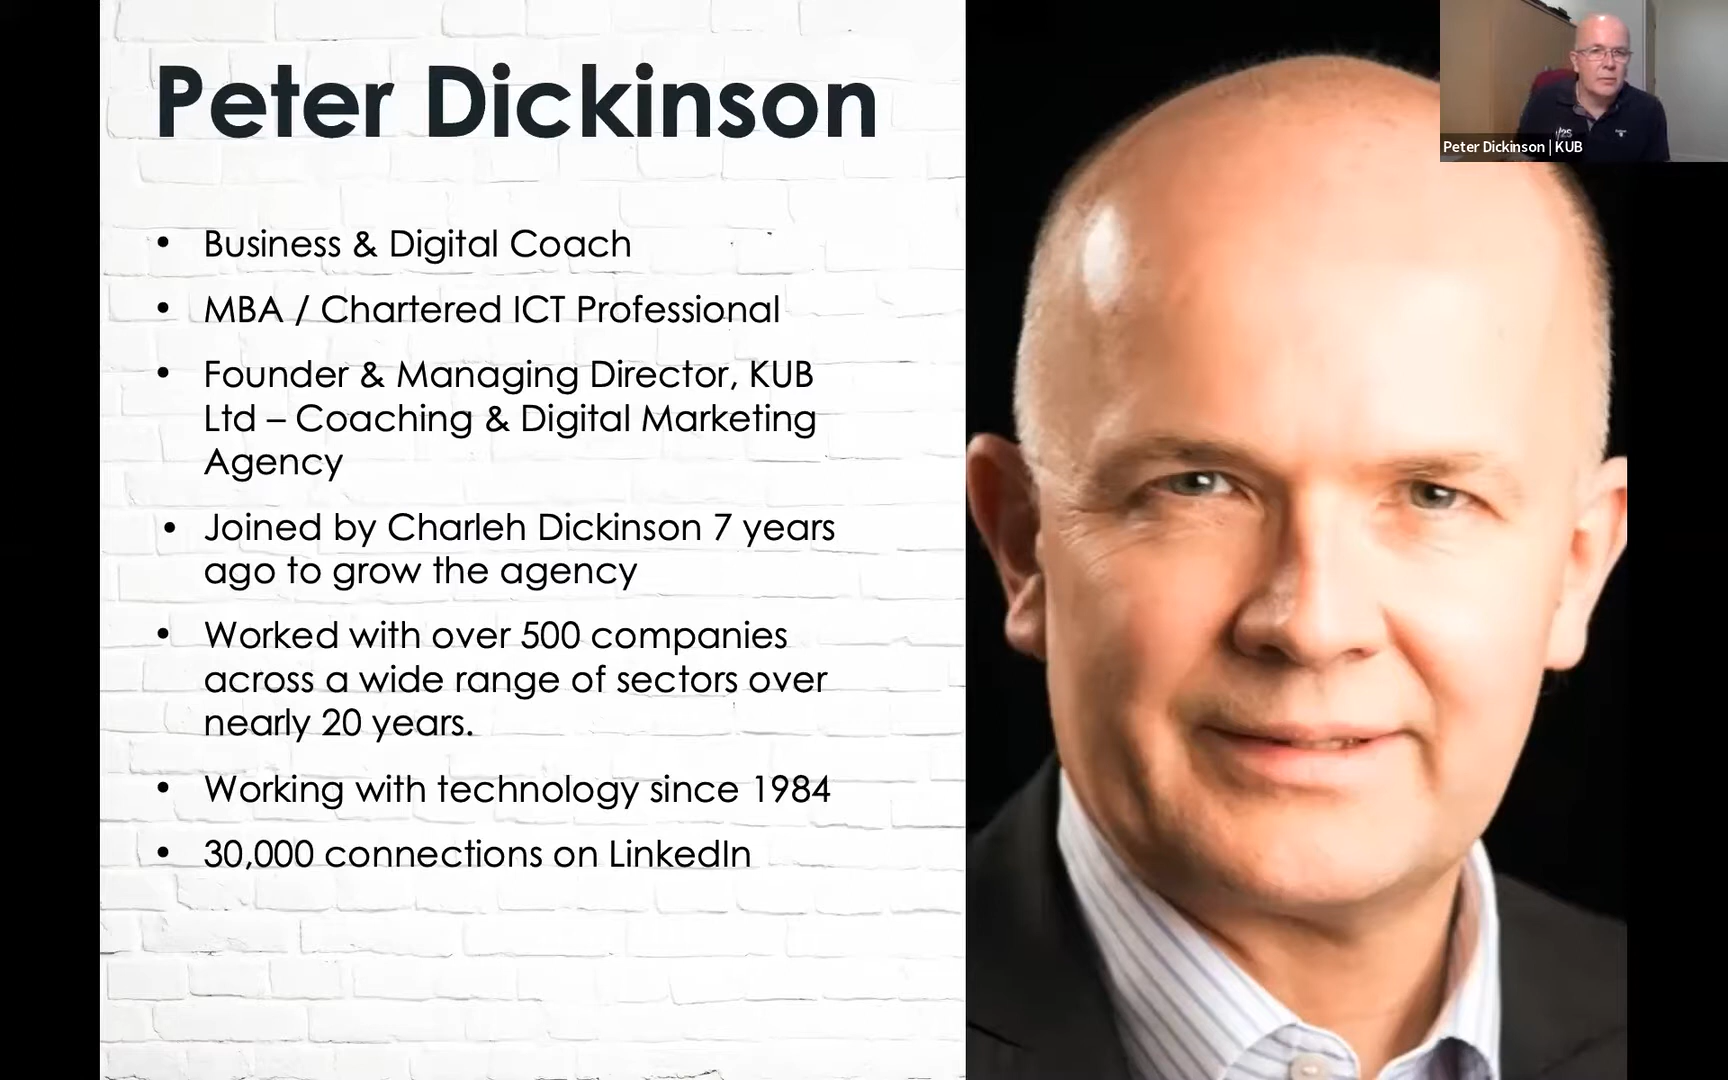 Peter Dickinson
• Business & Digital Coach
• MBA / Chartered ICT Professional
• Founder & Managing Director, KUB
Ltd – Coaching & Digital Marketing
Agency
• Joined by Charleh Dickinson 7 years
ago to grow the agency
• Worked with over 500 companies
across a wide range of sectors over
nearly 20 years.
• Working with technology since 1984
• 30,000 connections on LinkedIn
Peter Dickinson | KUB